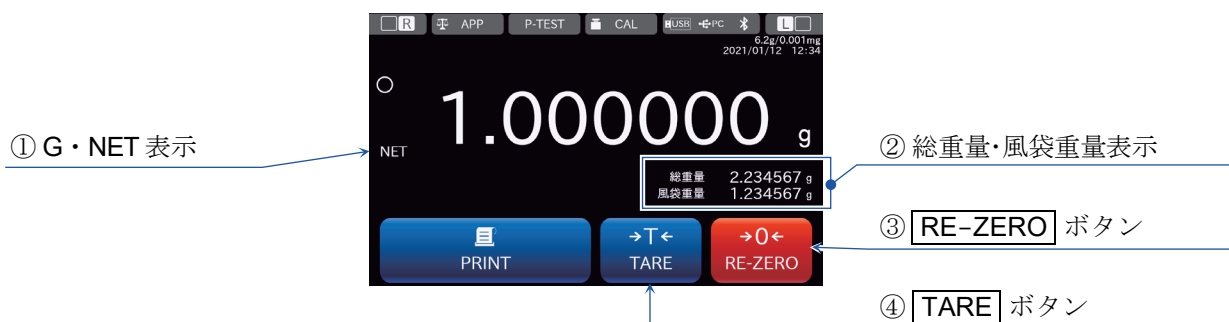 R APP P-TEST CAL USB PC L
6.2g/0.001mg
2021/01/12 12:34
1.000000 g
NET
① G・NET 表示
② 総重量・風袋重量表示
総重量 2.234567 g
風袋重量 1.234567 g
③ RE-ZERO ボタン
→T← →0←
PRINT TARE RE-ZERO
④ TARE ボタン